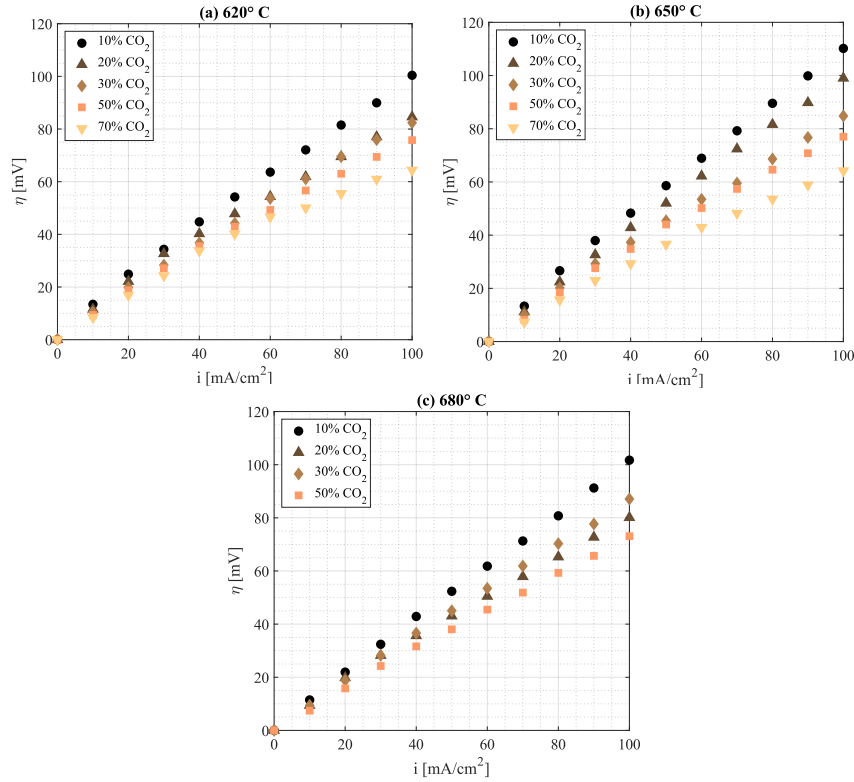 (a) 620° C
120
100
80
60
40
20
0
0 20 40 60 80 100
η [mV]
i [mA/cm²]
10% CO₂
20% CO₂
30% CO₂
50% CO₂
70% CO₂
(b) 650° C
120
100
80
60
40
20
0
0 20 40 60 80 100
η [mV]
i [mA/cm²]
10% CO₂
20% CO₂
30% CO₂
50% CO₂
70% CO₂
(c) 680° C
120
100
80
60
40
20
0
0 20 40 60 80 100
η [mV]
i [mA/cm²]
10% CO₂
20% CO₂
30% CO₂
50% CO₂